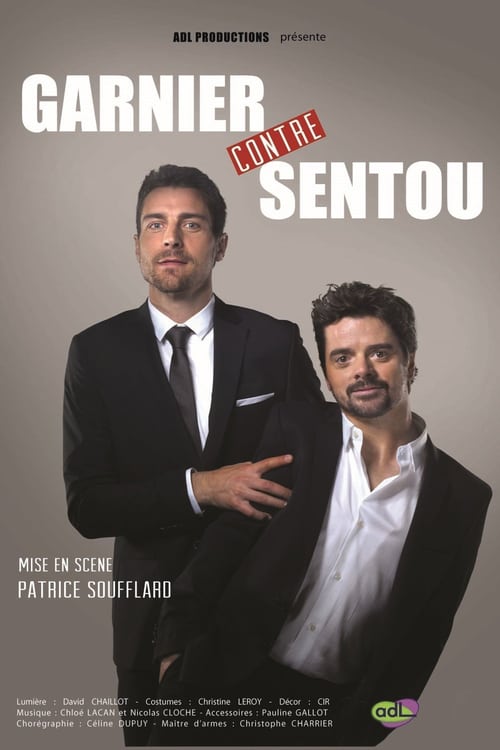 ADL PRODUCTIONS présente
GARNIER
CONTRE
SENTOU
MISE EN SCENE
PATRICE SOUFFLARD
Lumière : David CHAILLOT - Costumes : Christine LEROY - Décor : CIR
Musique : Chloé LACAN et Nicolas CLOCHE - Accessoires : Pauline GALLOT
Chorégraphie : Céline DUPUY - Maître d'armes : Christophe CHARRIER
adL